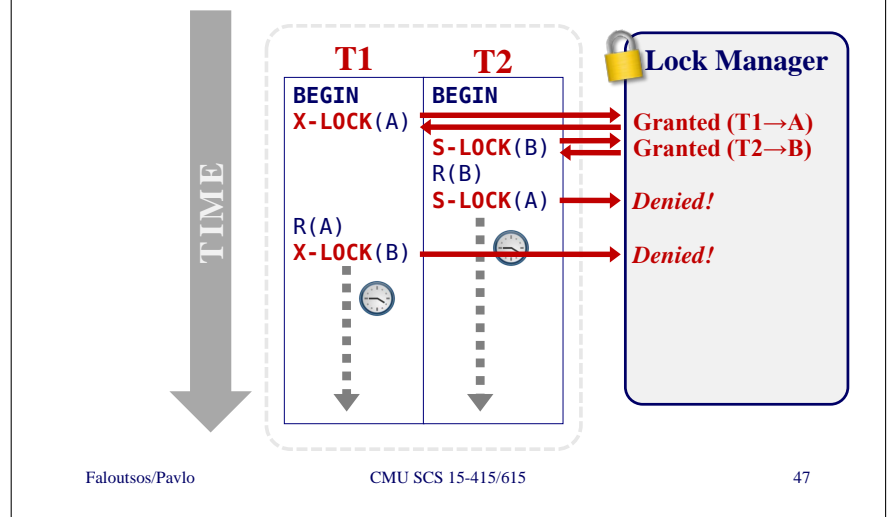 TIME
T1 T2
Lock Manager
BEGIN BEGIN
X-LOCK(A)
Granted (T1→A)
S-LOCK(B)
Granted (T2→B)
R(B)
S-LOCK(A)
Denied!
R(A)
X-LOCK(B)
Denied!
Faloutsos/Pavlo
CMU SCS 15-415/615
47